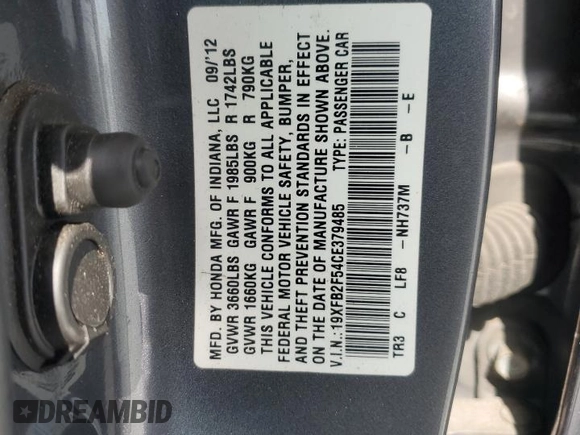 MFD. BY HONDA MFG. OF INDIANA, LLC 09/'12
GVWR 3660LBS GAWR F 1985LBS R 1742LBS
GVWR 1660KG GAWR F 900KG R 790KG
THIS VEHICLE CONFORMS TO ALL APPLICABLE
FEDERAL MOTOR VEHICLE SAFETY, BUMPER,
AND THEFT PREVENTION STANDARDS IN EFFECT
ON THE DATE OF MANUFACTURE SHOWN ABOVE.
V.I.N.:19XFB2F54CE379485 TYPE: PASSENGER CAR
TR3 C LF8 -NH737M -B -E
DREAMBID